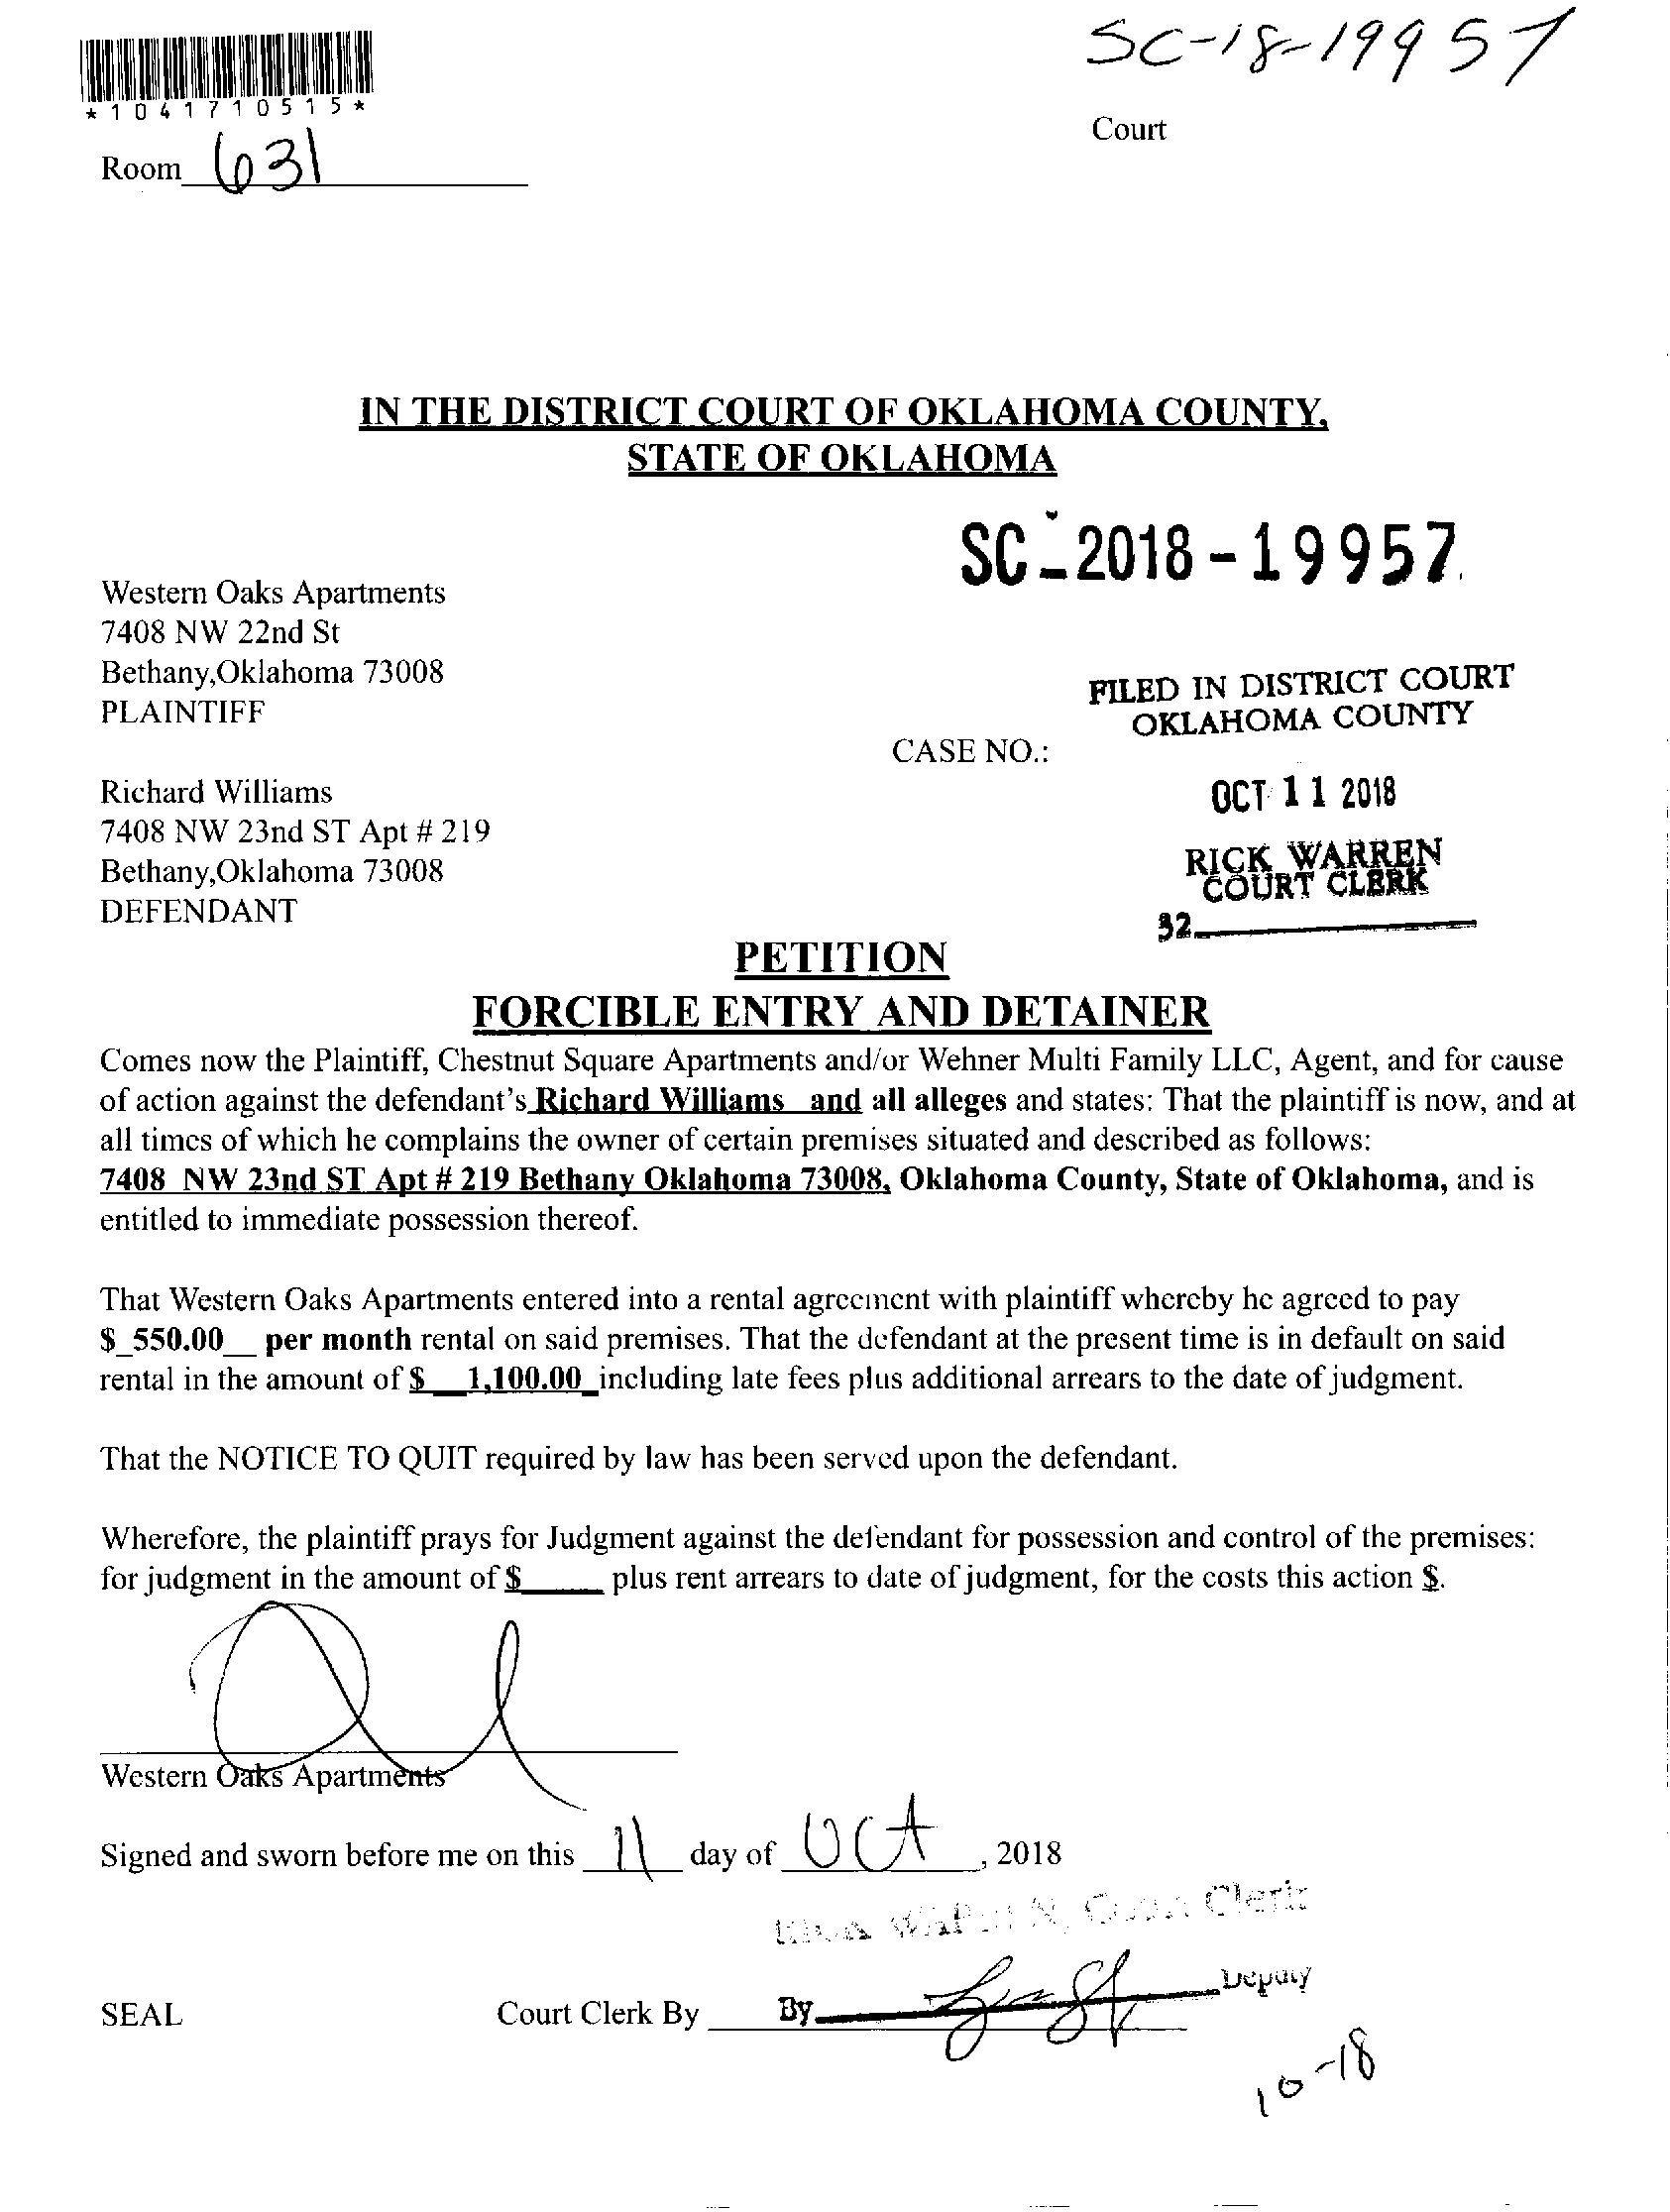 SC-18-19957
*1041710515*
Court
Room 631
IN THE DISTRICT COURT OF OKLAHOMA COUNTY,
STATE OF OKLAHOMA
SC-2018-19957
Western Oaks Apartments
7408 NW 22nd St
Bethany,Oklahoma 73008
PLAINTIFF
FILED IN DISTRICT COURT
OKLAHOMA COUNTY
CASE NO.:
OCT 11 2018
Richard Williams
7408 NW 23nd ST Apt # 219
Bethany,Oklahoma 73008
DEFENDANT
RICK WARREN
COURT CLERK
32
PETITION
FORCIBLE ENTRY AND DETAINER
Comes now the Plaintiff, Chestnut Square Apartments and/or Wehner Multi Family LLC, Agent, and for cause
of action against the defendant's Richard Williams and all alleges and states: That the plaintiff is now, and at
all times of which he complains the owner of certain premises situated and described as follows:
7408 NW 23nd ST Apt # 219 Bethany Oklahoma 73008, Oklahoma County, State of Oklahoma, and is
entitled to immediate possession thereof.
That Western Oaks Apartments entered into a rental agreement with plaintiff whereby he agreed to pay
$_550.00__ per month rental on said premises. That the defendant at the present time is in default on said
rental in the amount of $__1,100.00_including late fees plus additional arrears to the date of judgment.
That the NOTICE TO QUIT required by law has been served upon the defendant.
Wherefore, the plaintiff prays for Judgment against the defendant for possession and control of the premises:
for judgment in the amount of $_____ plus rent arrears to date of judgment, for the costs this action $.
Western Oaks Apartments
Signed and sworn before me on this 11 day of Oct, 2018
RICK WARREN, Court Clerk
SEAL
Court Clerk By By Deputy
10-18